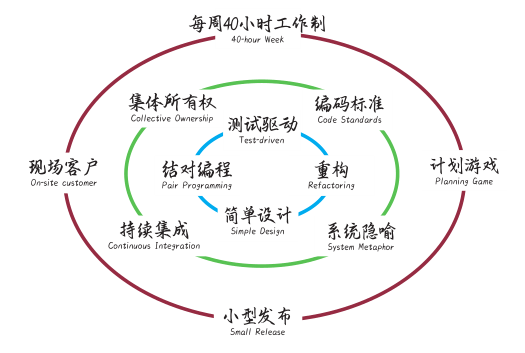 每周40小时工作制
40-hour Week
集体所有权
Collective Ownership
编码标准
Code Standards
测试驱动
Test-driven
现场客户
On-site customer
结对编程
Pair Programming
重构
Refactoring
计划游戏
Planning Game
简单设计
Simple Design
持续集成
Continuous Integration
系统隐喻
System Metaphor
小型发布
Small Release